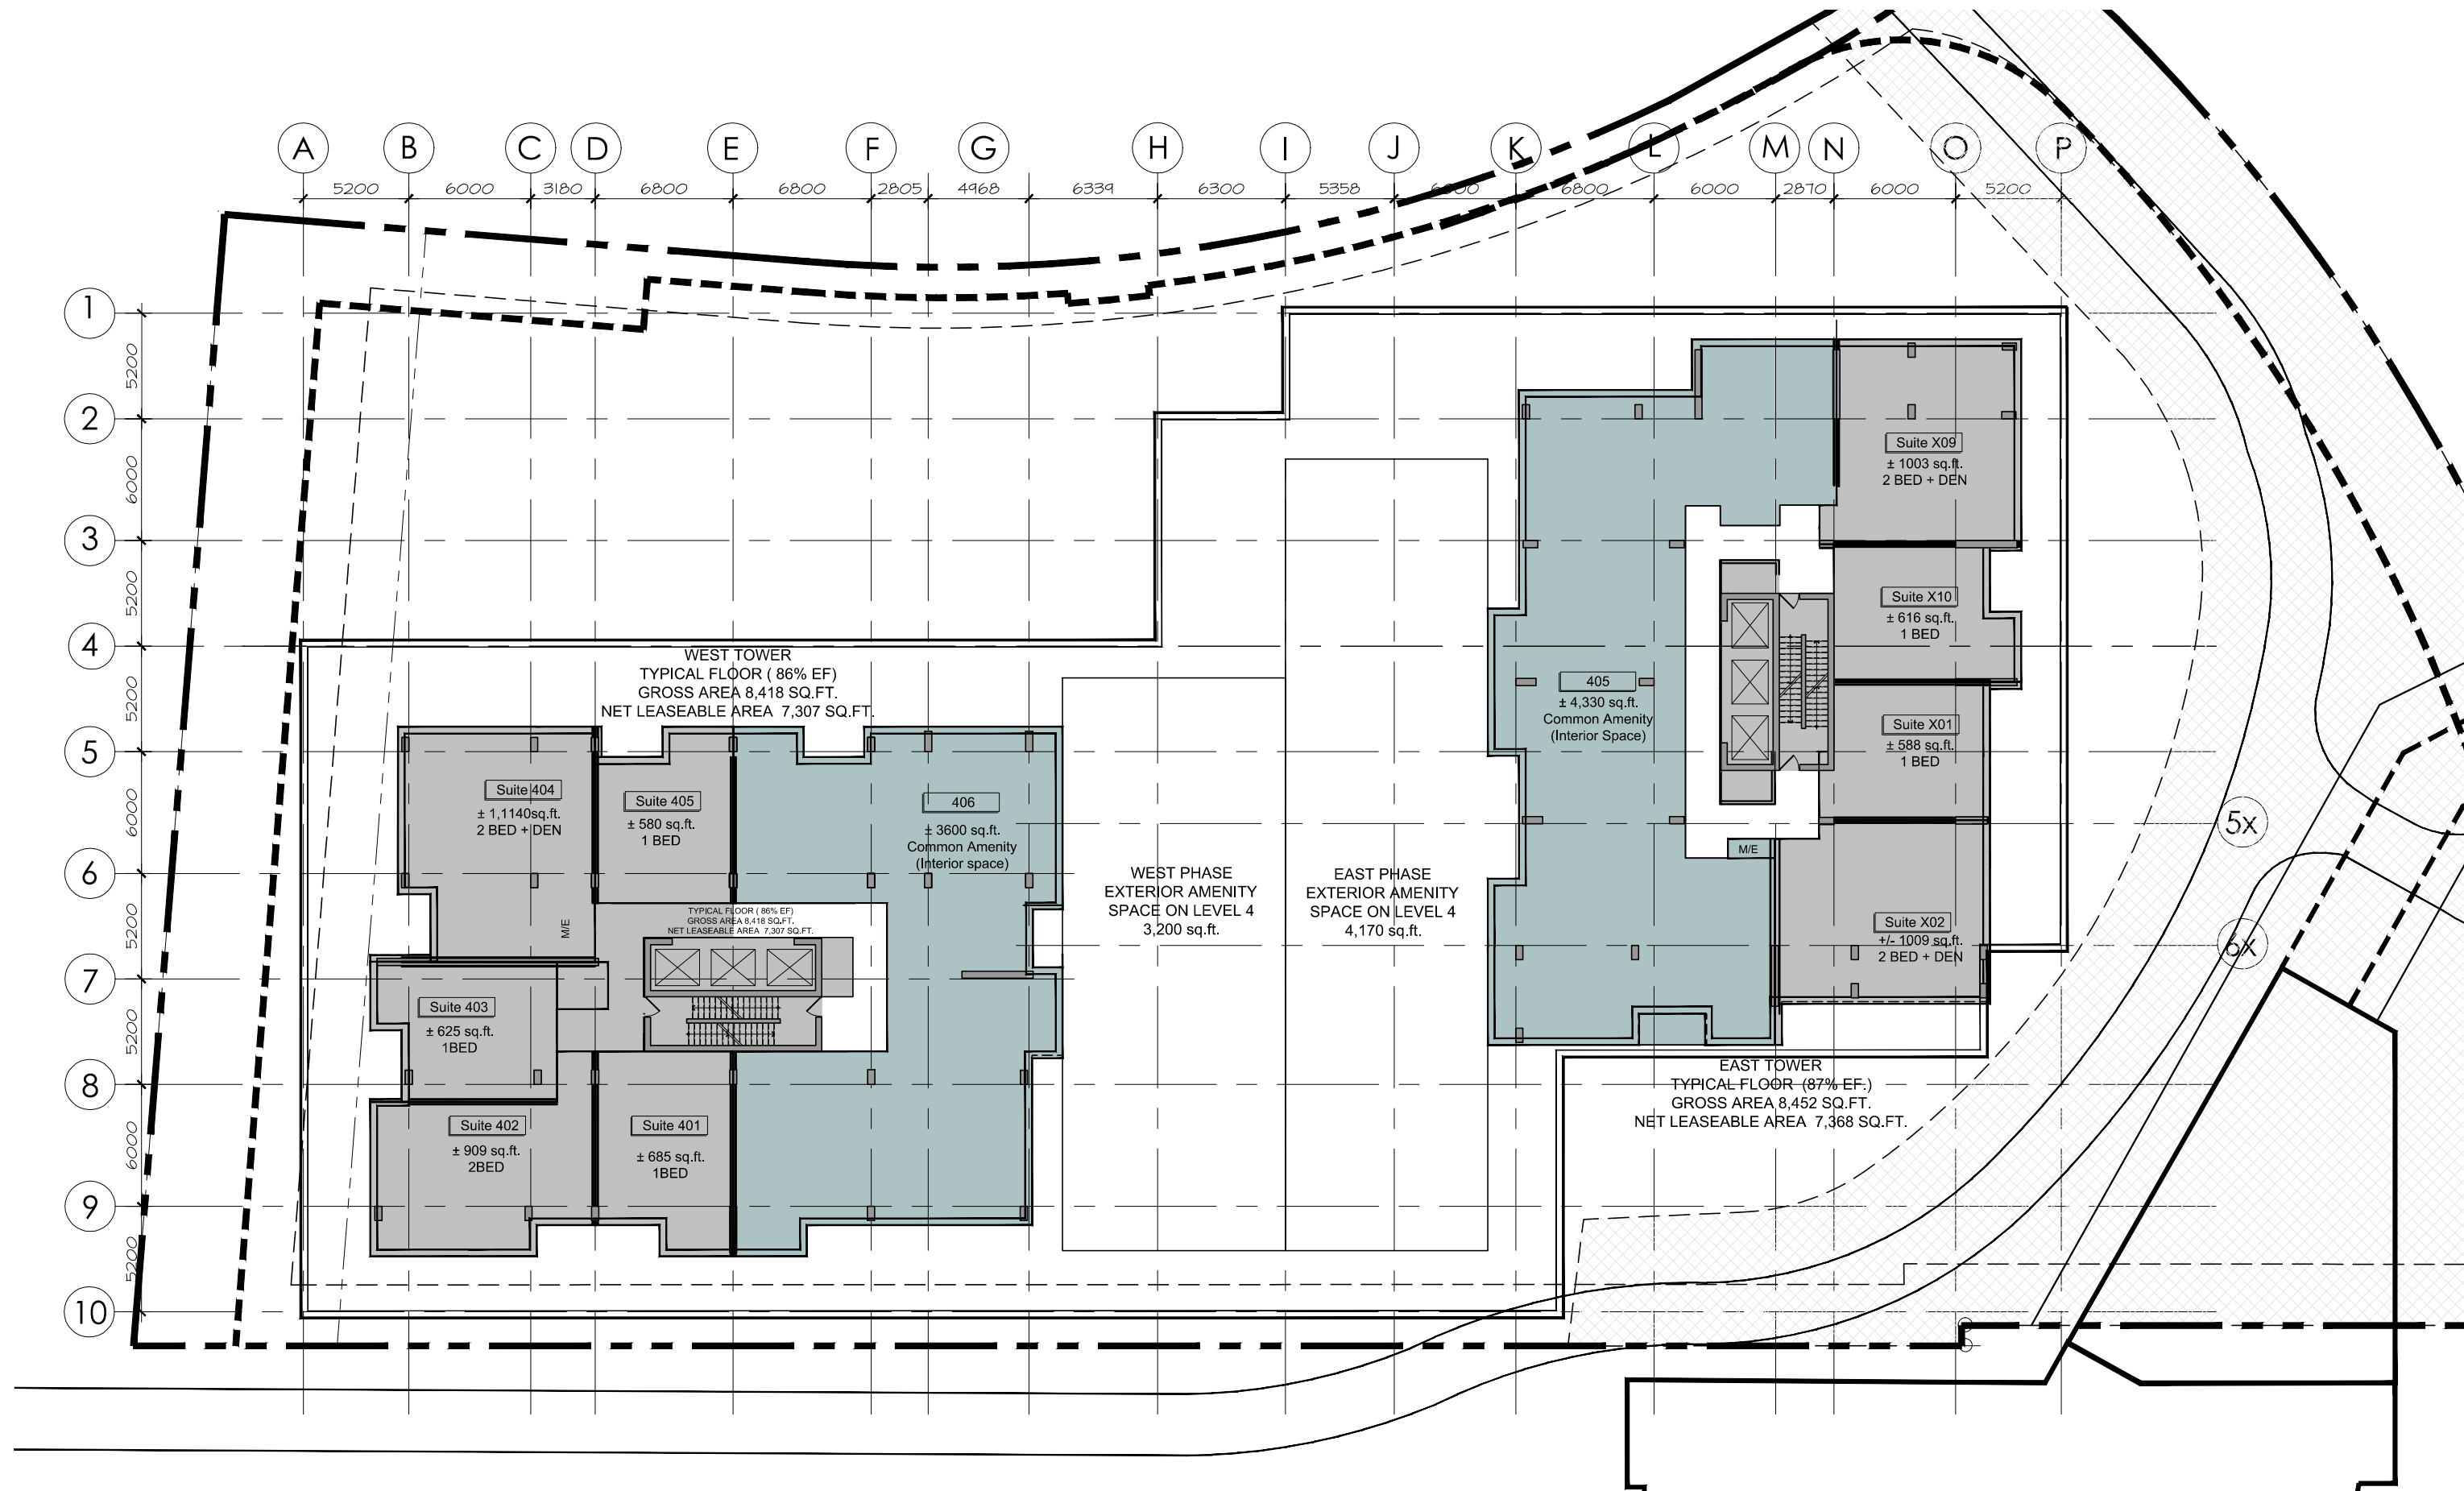 A B C D E F G H I J K L M N O P
5200 6000 3180 6800 6800 2805 4968 6339 6300 5358 6000 6800 6000 2870 6000 5200
1
5200
2
6000
3
5200
4
5200
5
6000
6
5200
7
5200
8
6000
9
5200
10
WEST TOWER
TYPICAL FLOOR ( 86% EF)
GROSS AREA 8,418 SQ.FT.
NET LEASEABLE AREA 7,307 SQ.FT.
Suite 404
± 1,1140sq.ft.
2 BED + DEN
Suite 405
± 580 sq.ft.
1 BED
406
± 3600 sq.ft.
Common Amenity
(Interior space)
M/E
TYPICAL FLOOR ( 86% EF)
GROSS AREA 8,418 SQ.FT.
NET LEASEABLE AREA 7,307 SQ.FT.
Suite 403
± 625 sq.ft.
1BED
Suite 402
± 909 sq.ft.
2BED
Suite 401
± 685 sq.ft.
1BED
WEST PHASE
EXTERIOR AMENITY
SPACE ON LEVEL 4
3,200 sq.ft.
EAST PHASE
EXTERIOR AMENITY
SPACE ON LEVEL 4
4,170 sq.ft.
405
± 4,330 sq.ft.
Common Amenity
(Interior Space)
Suite X09
± 1003 sq.ft.
2 BED + DEN
Suite X10
± 616 sq.ft.
1 BED
Suite X01
± 588 sq.ft.
1 BED
M/E
Suite X02
+/- 1009 sq.ft.
2 BED + DEN
5x
6x
EAST TOWER
TYPICAL FLOOR (87% EF.)
GROSS AREA 8,452 SQ.FT.
NET LEASEABLE AREA 7,368 SQ.FT.